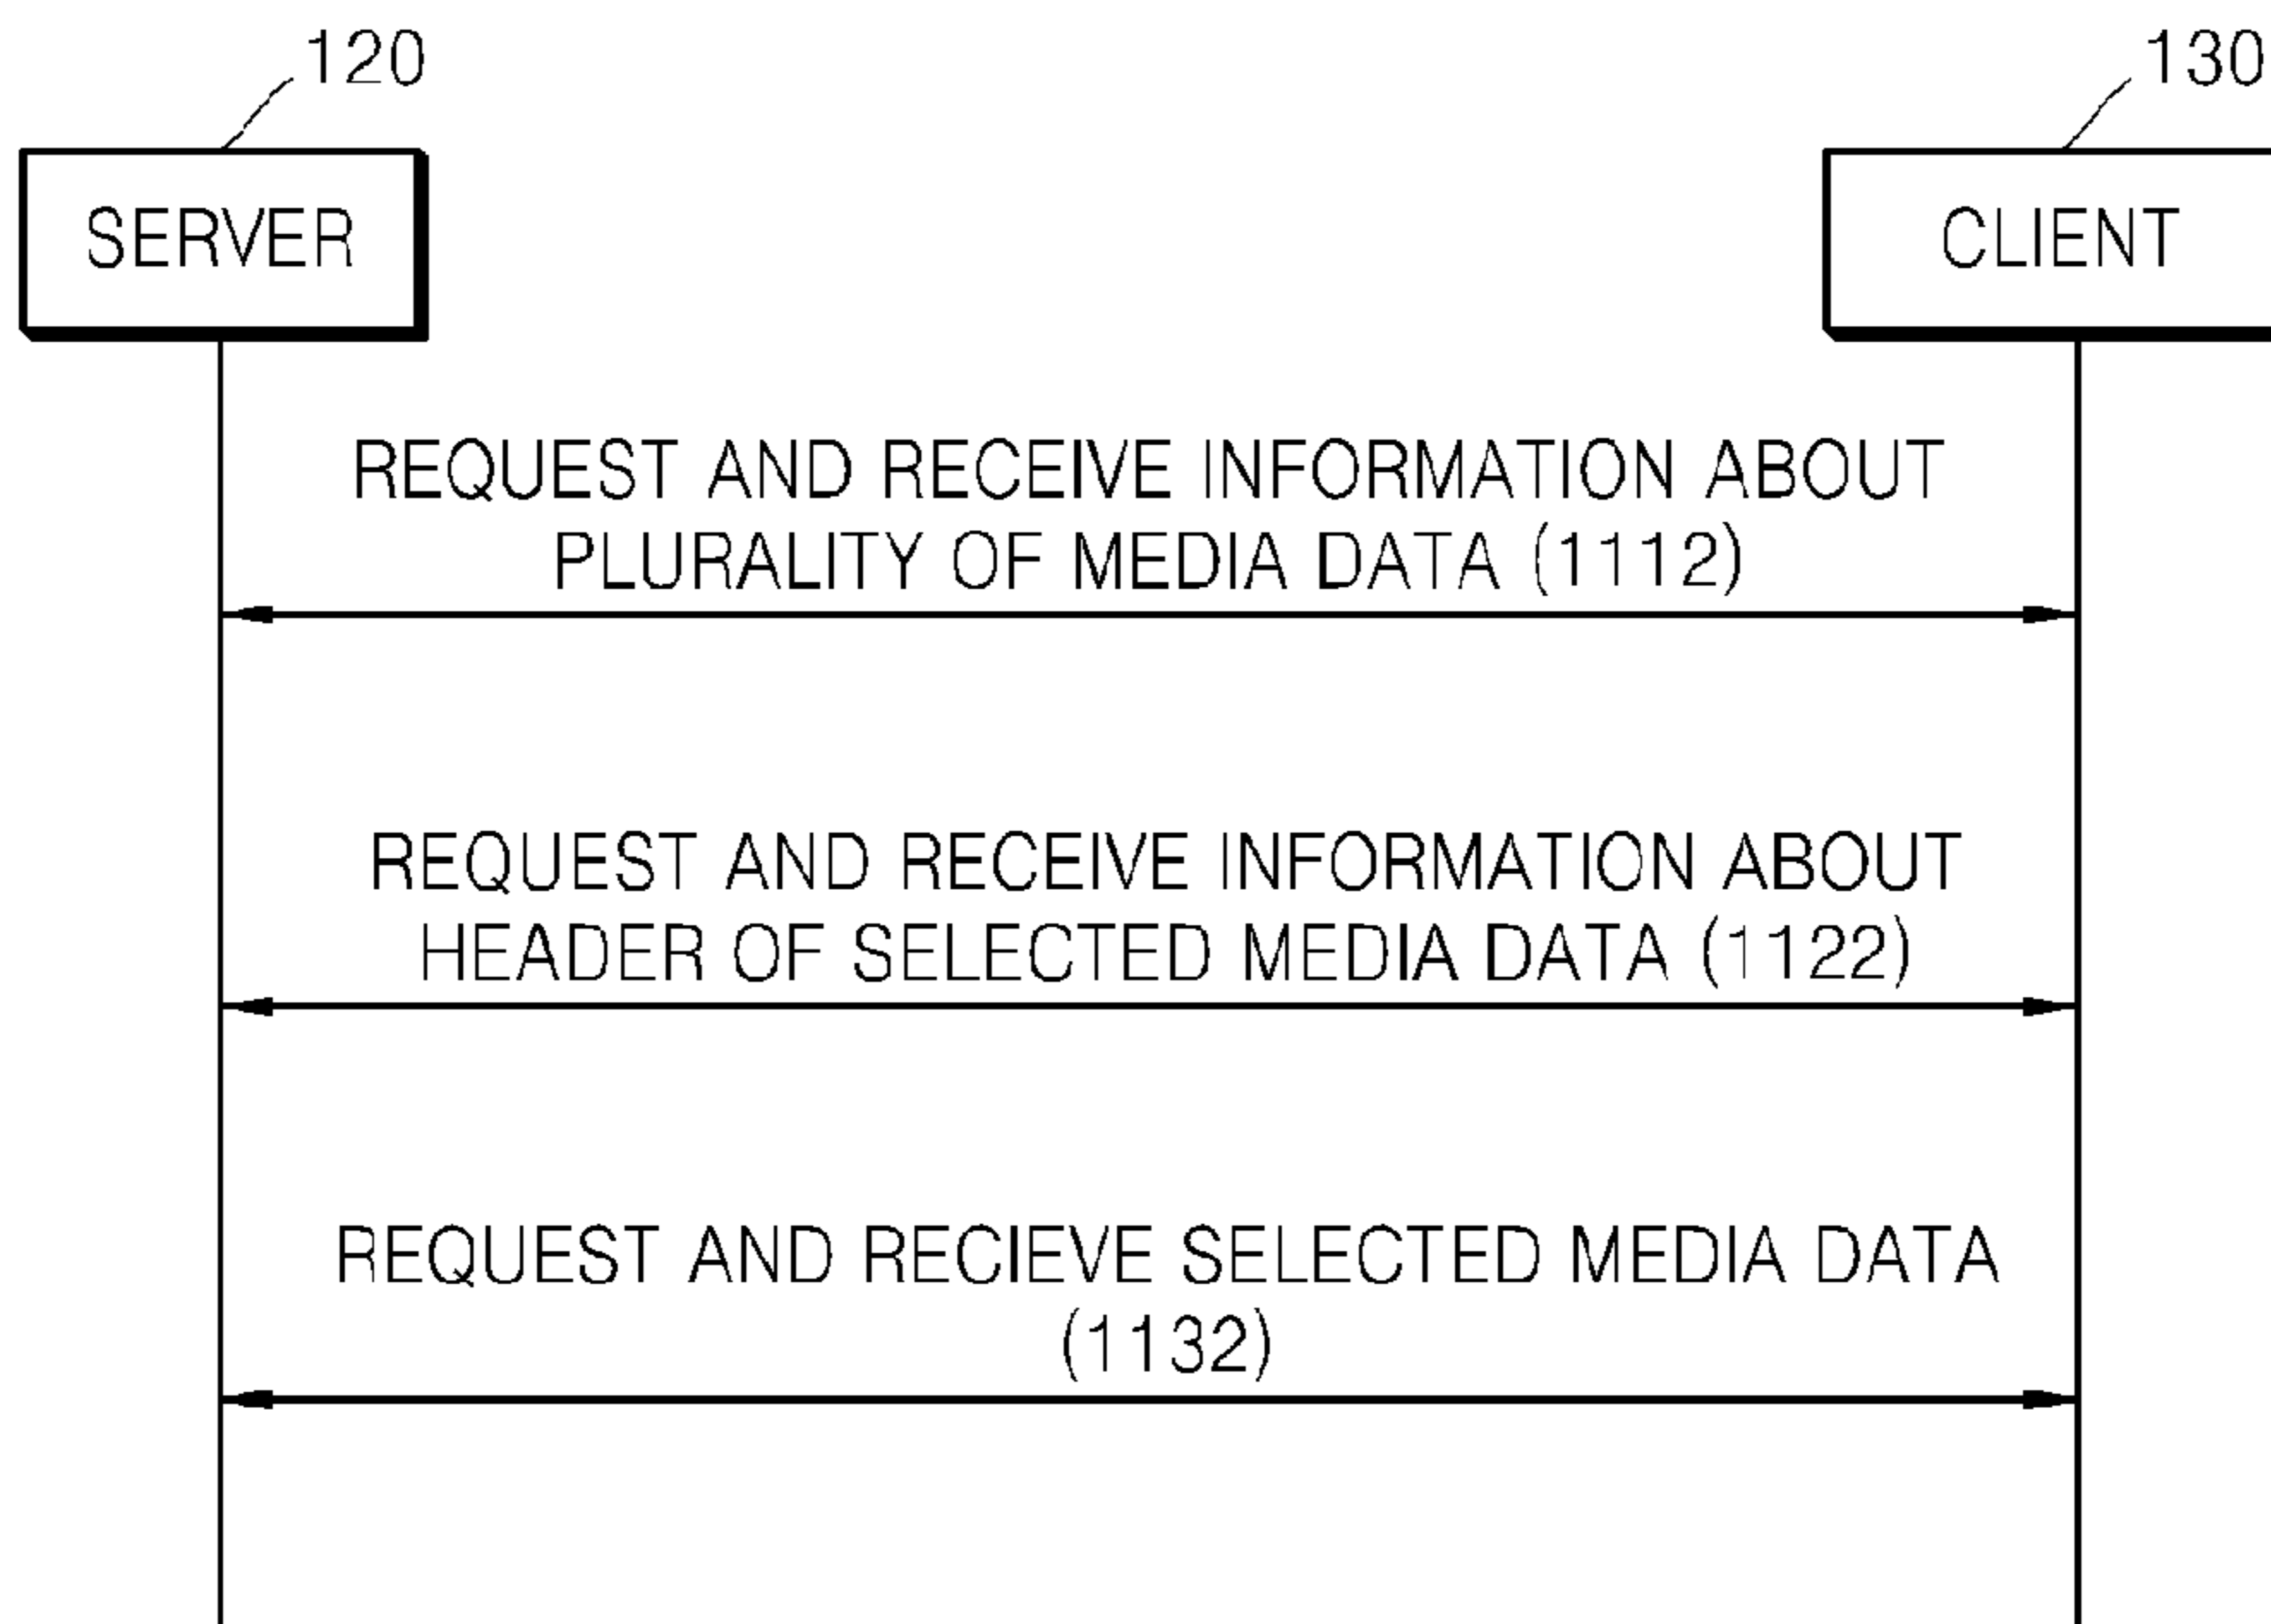 120
130
SERVER
CLIENT
REQUEST AND RECEIVE INFORMATION ABOUT
PLURALITY OF MEDIA DATA (1112)
REQUEST AND RECEIVE INFORMATION ABOUT
HEADER OF SELECTED MEDIA DATA (1122)
REQUEST AND RECIEVE SELECTED MEDIA DATA
(1132)